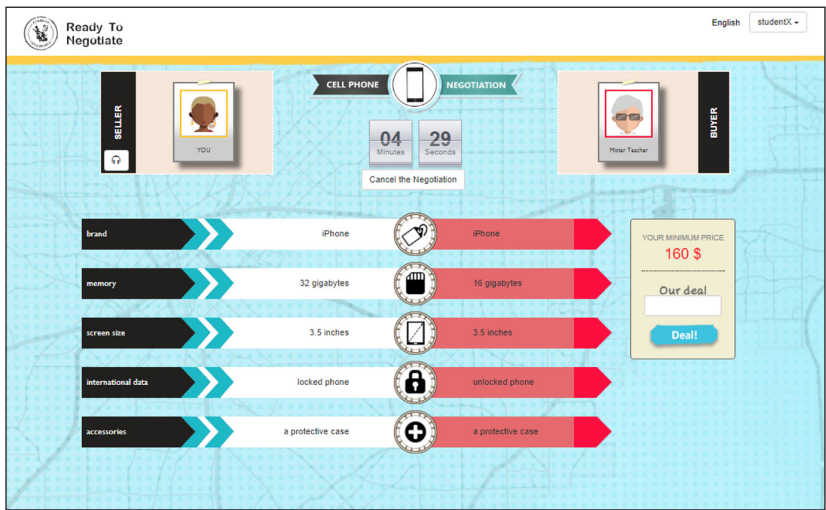 Ready To
Negotiate
English
studentX
SELLER
YOU
CELL PHONE
NEGOTIATION
04
Minutes
29
Seconds
Cancel the Negotiation
Mister Teacher
BUYER
brand
iPhone
iPhone
memory
32 gigabytes
16 gigabytes
screen size
3.5 inches
3.5 inches
international data
locked phone
unlocked phone
accessories
a protective case
a protective case
YOUR MINIMUM PRICE
160 $
Our deal
Deal!